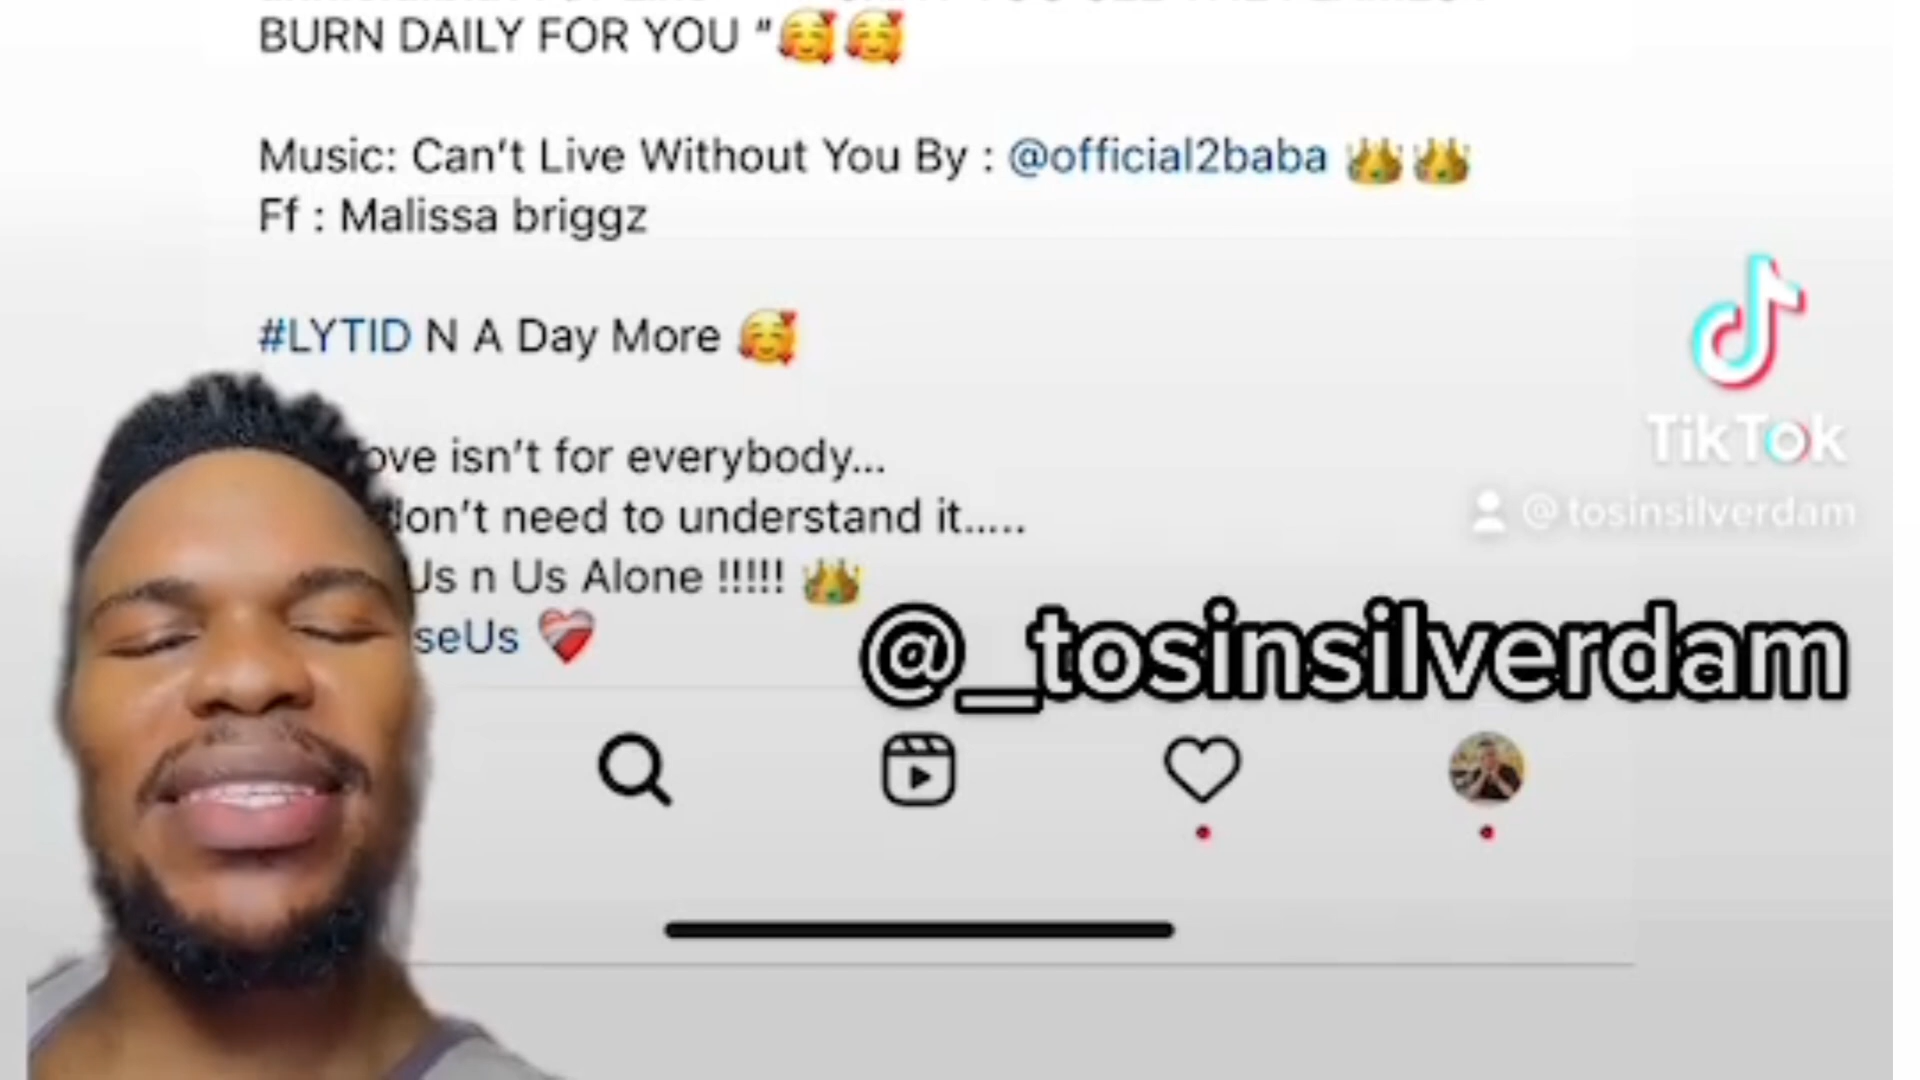 BURN DAILY FOR YOU “🥰🥰
Music: Can’t Live Without You By : @official2baba 👑👑
Ff : Malissa briggz
#LYTID N A Day More 🥰
ove isn’t for everybody...
don’t need to understand it.....
Us n Us Alone !!!!! 👑
seUs ❤️‍🩹
TikTok
@tosinsilverdam
@_tosinsilverdam